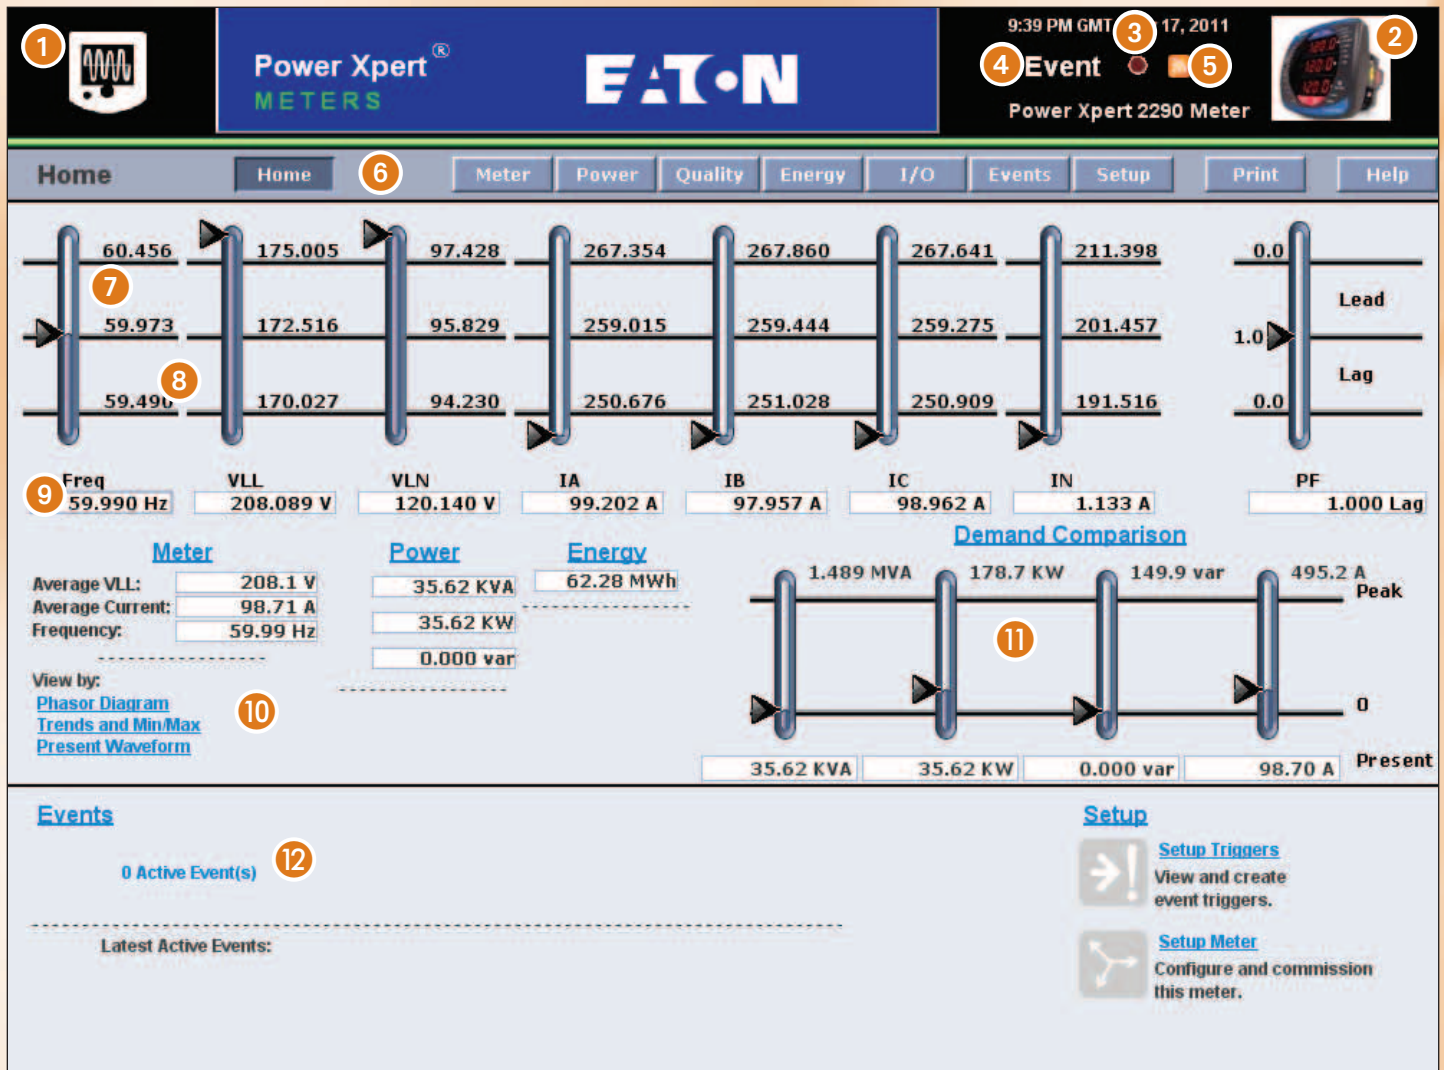 1
Power Xpert®
METERS
EATON
9:39 PM GMT 3 17, 2011
4 Event 5
Power Xpert 2290 Meter
2
Home
Home 6 Meter Power Quality Energy I/O Events Setup Print Help
60.456 175.005 97.428 267.354 267.860 267.641 211.398 0.0
7
Lead
59.973 172.516 95.829 259.015 259.444 259.275 201.457 1.0
8
Lag
59.490 170.027 94.230 250.676 251.028 250.909 191.516 0.0
9
Freq VLL VLN IA IB IC IN PF
59.990 Hz 208.089 V 120.140 V 99.202 A 97.957 A 98.962 A 1.133 A 1.000 Lag
Meter
Average VLL: 208.1 V
Average Current: 98.71 A
Frequency: 59.99 Hz
View by:
Phasor Diagram
Trends and Min/Max
Present Waveform
10
Power
35.62 KVA
35.62 KW
0.000 var
Energy
62.28 MWh
Demand Comparison
1.489 MVA 178.7 KW 149.9 var 495.2 A
Peak
11
0
35.62 KVA 35.62 KW 0.000 var 98.70 A Present
Events
0 Active Event(s)
12
Latest Active Events:
Setup
Setup Triggers
View and create
event triggers.
Setup Meter
Configure and commission
this meter.